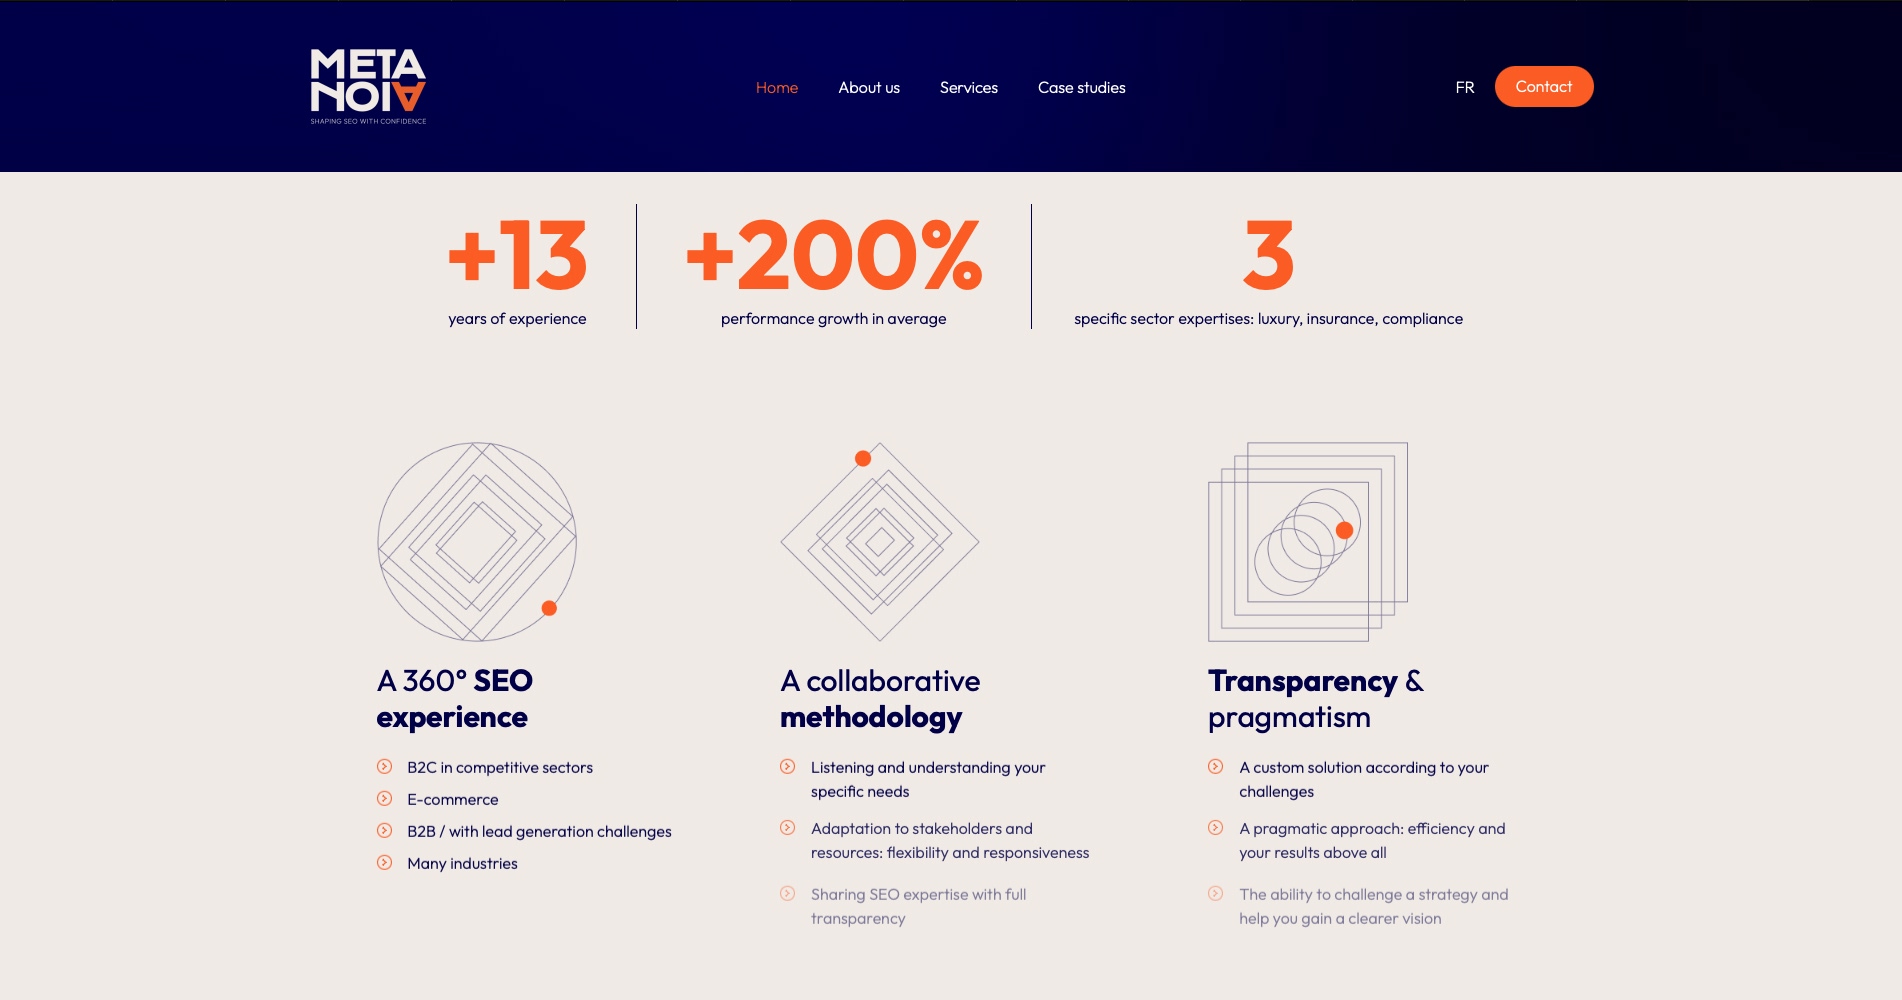 META
NOIA
SHAPING SEO WITH CONFIDENCE
Home
About us
Services
Case studies
FR
Contact
+13
years of experience
+200%
performance growth in average
3
specific sector expertises: luxury, insurance, compliance
A 360° SEO
experience
B2C in competitive sectors
E-commerce
B2B / with lead generation challenges
Many industries
A collaborative
methodology
Listening and understanding your
specific needs
Adaptation to stakeholders and
resources: flexibility and responsiveness
Sharing SEO expertise with full
transparency
Transparency &
pragmatism
A custom solution according to your
challenges
A pragmatic approach: efficiency and
your results above all
The ability to challenge a strategy and
help you gain a clearer vision